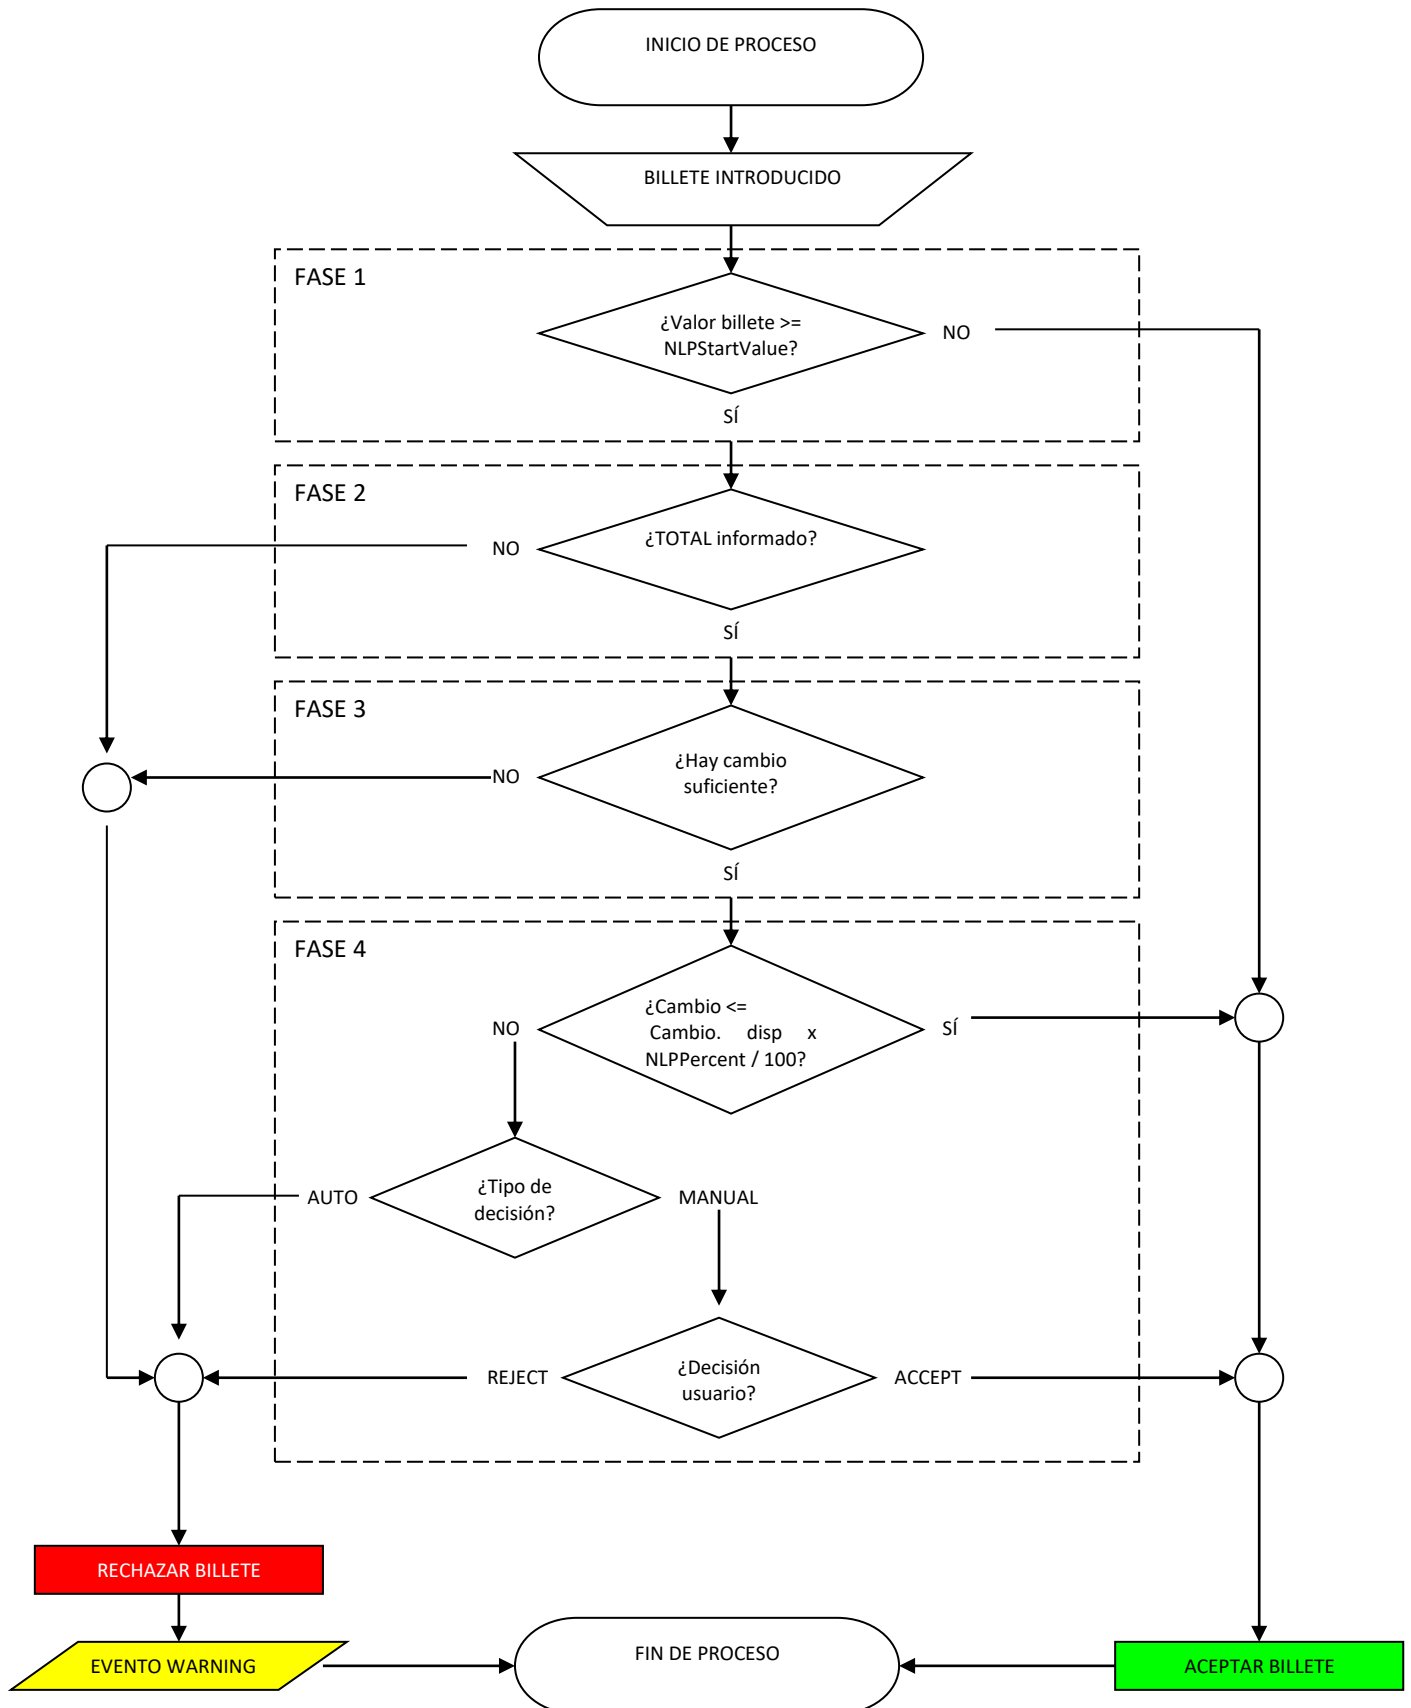 INICIO DE PROCESO
BILLETE INTRODUCIDO
FASE 1
¿Valor billete >=
NLPStartValue?
NO
SÍ
FASE 2
¿TOTAL informado?
NO
SÍ
FASE 3
¿Hay cambio
suficiente?
NO
SÍ
FASE 4
¿Cambio <=
Cambio. disp x
NLPPercent / 100?
NO
SÍ
¿Tipo de
decisión?
AUTO
MANUAL
¿Decisión
usuario?
REJECT
ACCEPT
RECHAZAR BILLETE
EVENTO WARNING
FIN DE PROCESO
ACEPTAR BILLETE